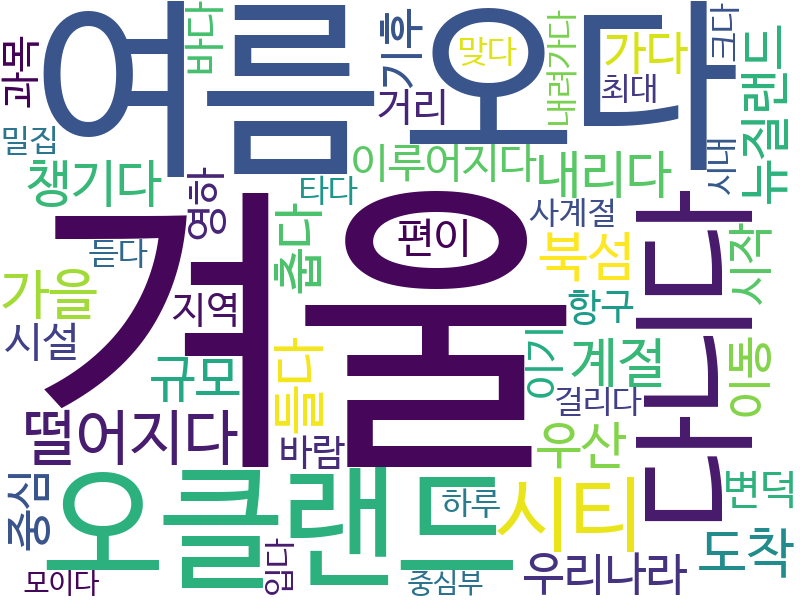 여름
오다
과목
바다
기후
맞다
내려가다
가다
크다
최대
거리
뉴질랜드
밀집
챙기다
이루어지다
내리다
시내
영하
타다
사계절
겨울
편이
다니다
듣다
춥다
북섬
시작
가을
지역
항구
시설
규모
들다
이기
계절
이동
걸리다
떨어지다
바람
우산
중심
오클랜드
하루
시티
변덕
도착
모이다
입다
중심부
우리나라